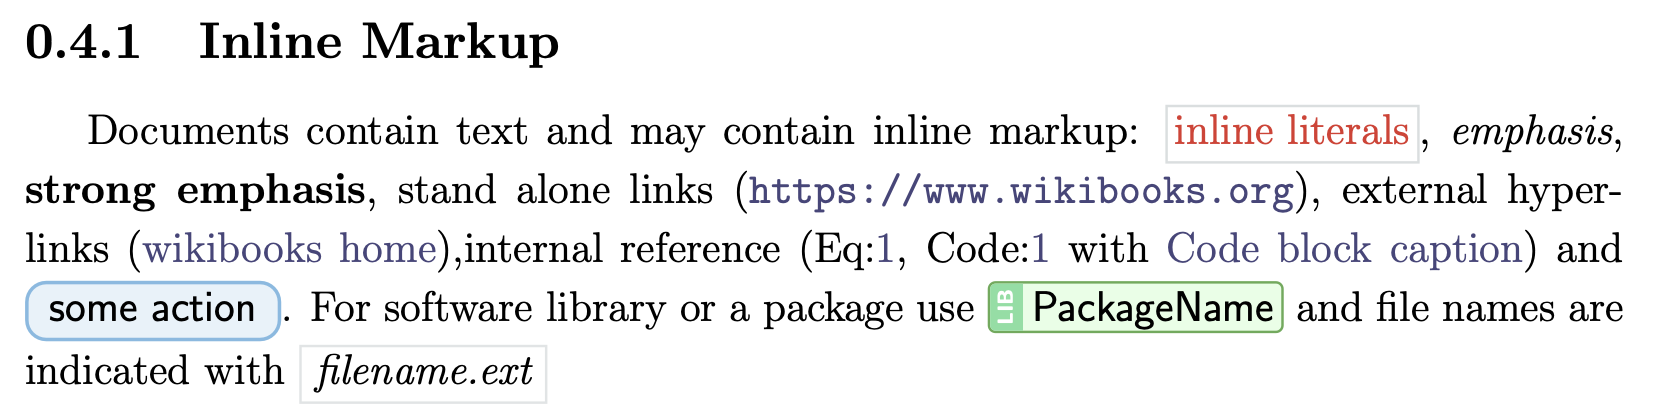 0.4.1 Inline Markup
Documents contain text and may contain inline markup: inline literals, emphasis,
strong emphasis, stand alone links (https://www.wikibooks.org), external hyper-
links (wikibooks home),internal reference (Eq:1, Code:1 with Code block caption) and
some action. For software library or a package use LIB PackageName and file names are
indicated with filename.ext